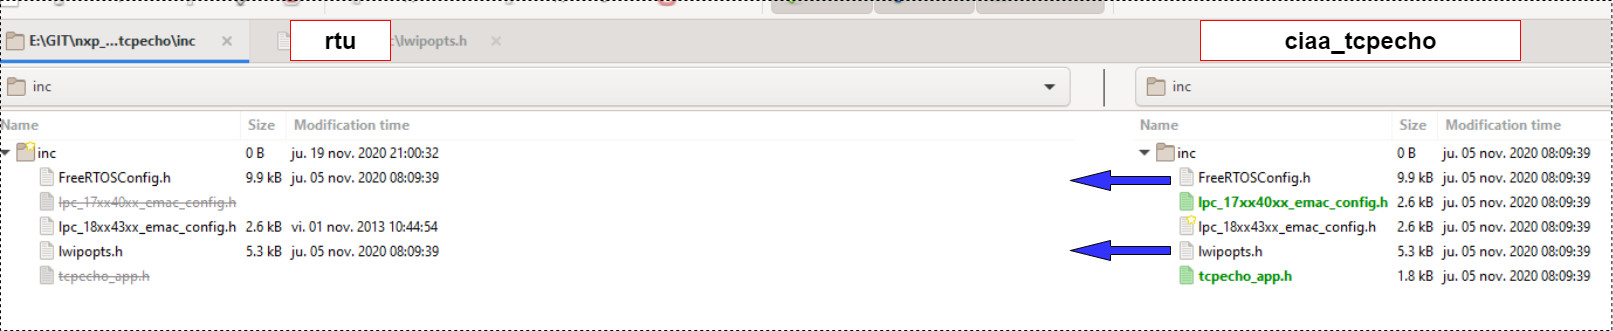 E:\GIT\nxp_...tcpecho\inc × rtu c\lwipopts.h × ciaa_tcpecho
inc inc
Name Size Modification time Name Size Modification time
inc 0 B ju. 19 nov. 2020 21:00:32 inc 0 B ju. 05 nov. 2020 08:09:39
FreeRTOSConfig.h 9.9 kB ju. 05 nov. 2020 08:09:39 FreeRTOSConfig.h 9.9 kB ju. 05 nov. 2020 08:09:39
lpc_17xx40xx_emac_config.h lpc_17xx40xx_emac_config.h 2.6 kB ju. 05 nov. 2020 08:09:39
lpc_18xx43xx_emac_config.h 2.6 kB vi. 01 nov. 2013 10:44:54 lpc_18xx43xx_emac_config.h 2.6 kB ju. 05 nov. 2020 08:09:39
lwipopts.h 5.3 kB ju. 05 nov. 2020 08:09:39 lwipopts.h 5.3 kB ju. 05 nov. 2020 08:09:39
tcpecho_app.h tcpecho_app.h 1.8 kB ju. 05 nov. 2020 08:09:39